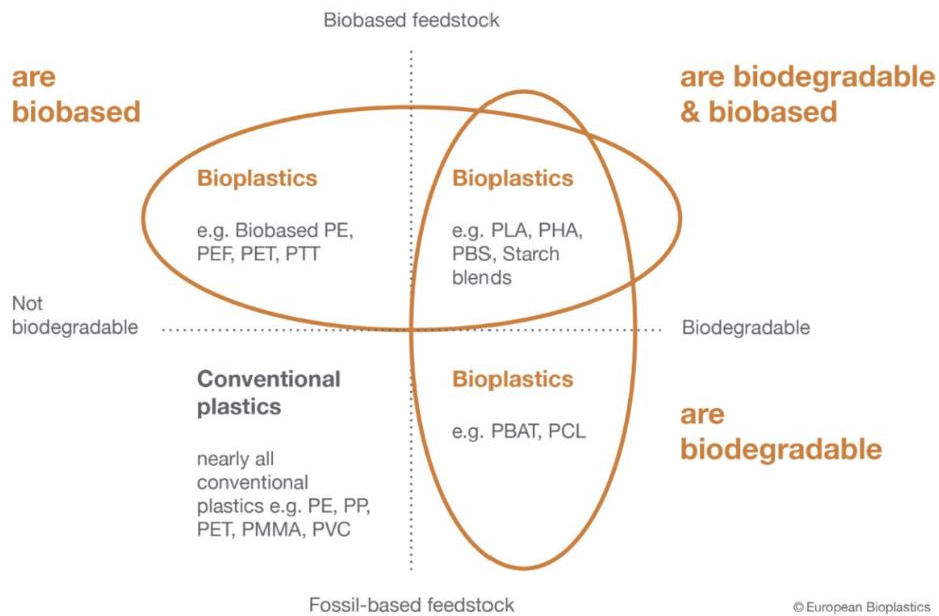 Biobased feedstock
are
biobased
are biodegradable
& biobased
Bioplastics
e.g. Biobased PE,
PEF, PET, PTT
Bioplastics
e.g. PLA, PHA,
PBS, Starch
blends
Not
biodegradable
Biodegradable
Conventional
plastics
nearly all
conventional
plastics e.g. PE, PP,
PET, PMMA, PVC
Bioplastics
e.g. PBAT, PCL
are
biodegradable
Fossil-based feedstock
© European Bioplastics